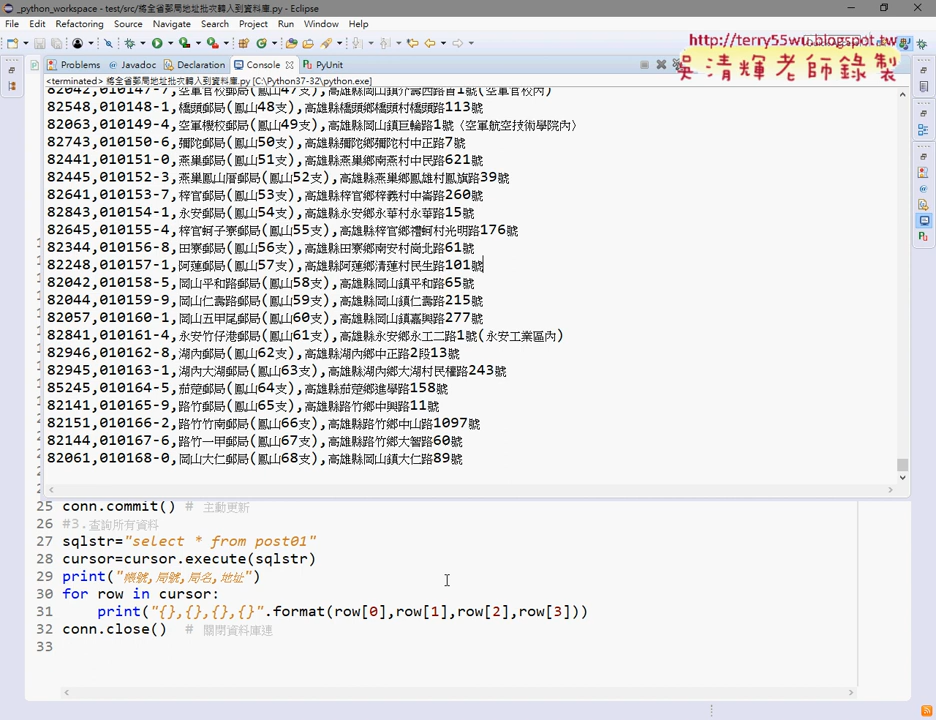 _python_workspace - test/src/將全省郵局地址批次轉入到資料庫.py - Eclipse
File Edit Refactoring Source Navigate Search Project Run Window Help
http://terry55wu.blogspot.tw
吳清輝老師錄製
Problems Javadoc Declaration Console PyUnit
<terminated> 將全省郵局地址批次轉入到資料庫.py [C:\Python37-32\python.exe]
82042,010147-7,空軍官校郵局(鳳山47支),高雄縣岡山鎮介壽西路首1號(空軍官校內)
82548,010148-1,橋頭郵局(鳳山48支),高雄縣橋頭鄉橋頭村橋頭路113號
82063,010149-4,空軍機校郵局(鳳山49支),高雄縣岡山鎮巨輪路1號〈空軍航空技術學院內〉
82743,010150-6,彌陀郵局(鳳山50支),高雄縣彌陀鄉彌陀村中正路7號
82441,010151-0,燕巢郵局(鳳山51支),高雄縣燕巢鄉南燕村中民路621號
82445,010152-3,燕巢鳳山厝郵局(鳳山52支),高雄縣燕巢鄉鳳雄村鳳旗路39號
82641,010153-7,梓官郵局(鳳山53支),高雄縣梓官鄉梓義村中崙路260號
82843,010154-1,永安郵局(鳳山54支),高雄縣永安鄉永華村永華路15號
82645,010155-4,梓官蚵子寮郵局(鳳山55支),高雄縣梓官鄉禮蚵村光明路176號
82344,010156-8,田寮郵局(鳳山56支),高雄縣田寮鄉南安村崗北路61號
82248,010157-1,阿蓮郵局(鳳山57支),高雄縣阿蓮鄉清蓮村民生路101號
82042,010158-5,岡山平和路郵局(鳳山58支),高雄縣岡山鎮平和路65號
82044,010159-9,岡山仁壽路郵局(鳳山59支),高雄縣岡山鎮仁壽路215號
82057,010160-1,岡山五甲尾郵局(鳳山60支),高雄縣岡山鎮嘉興路277號
82841,010161-4,永安竹仔港郵局(鳳山61支),高雄縣永安鄉永工二路1號(永安工業區內)
82946,010162-8,湖內郵局(鳳山62支),高雄縣湖內鄉中正路2段13號
82945,010163-1,湖內大湖郵局(鳳山63支),高雄縣湖內鄉大湖村民權路243號
85245,010164-5,茄萣郵局(鳳山64支),高雄縣茄萣鄉進學路158號
82141,010165-9,路竹郵局(鳳山65支),高雄縣路竹鄉中興路11號
82151,010166-2,路竹竹南郵局(鳳山66支),高雄縣路竹鄉中山路1097號
82144,010167-6,路竹一甲郵局(鳳山67支),高雄縣路竹鄉大智路60號
82061,010168-0,岡山大仁郵局(鳳山68支),高雄縣岡山鎮大仁路89號
25 conn.commit() # 主動更新
26 #3.查詢所有資料
27 sqlstr="select * from post01"
28 cursor=cursor.execute(sqlstr)
29 print("帳號,局號,局名,地址")
30 for row in cursor:
31 print("{},{},{},{}".format(row[0],row[1],row[2],row[3]))
32 conn.close() # 關閉資料庫連
33